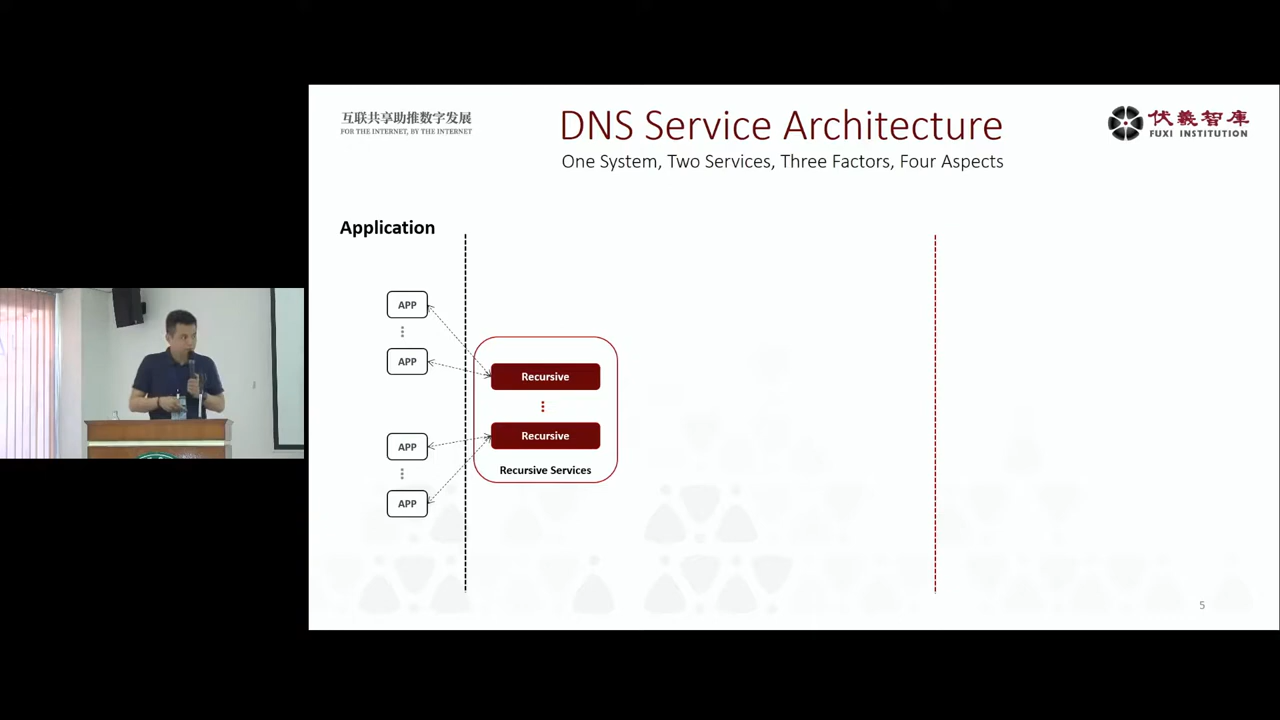 互联共享助推数字发展
FOR THE INTERNET, BY THE INTERNET
DNS Service Architecture
One System, Two Services, Three Factors, Four Aspects
伏羲智库
FUXI INSTITUTION
Application
APP
APP
APP
APP
Recursive
Recursive
Recursive Services
5